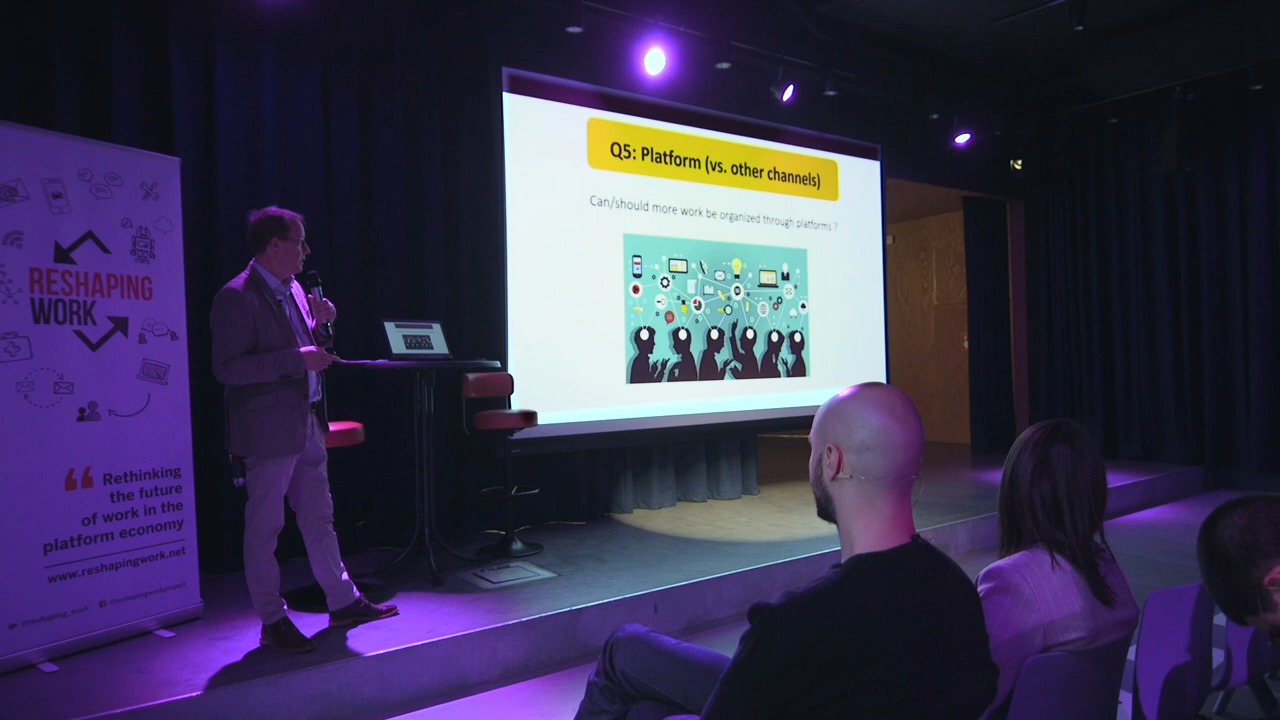 RESHAPING
WORK
“ Rethinking
the future
of work in the
platform economy
www.reshapingwork.net
@reshaping_work
Q5: Platform (vs. other channels)
Can/should more work be organized through platforms ?